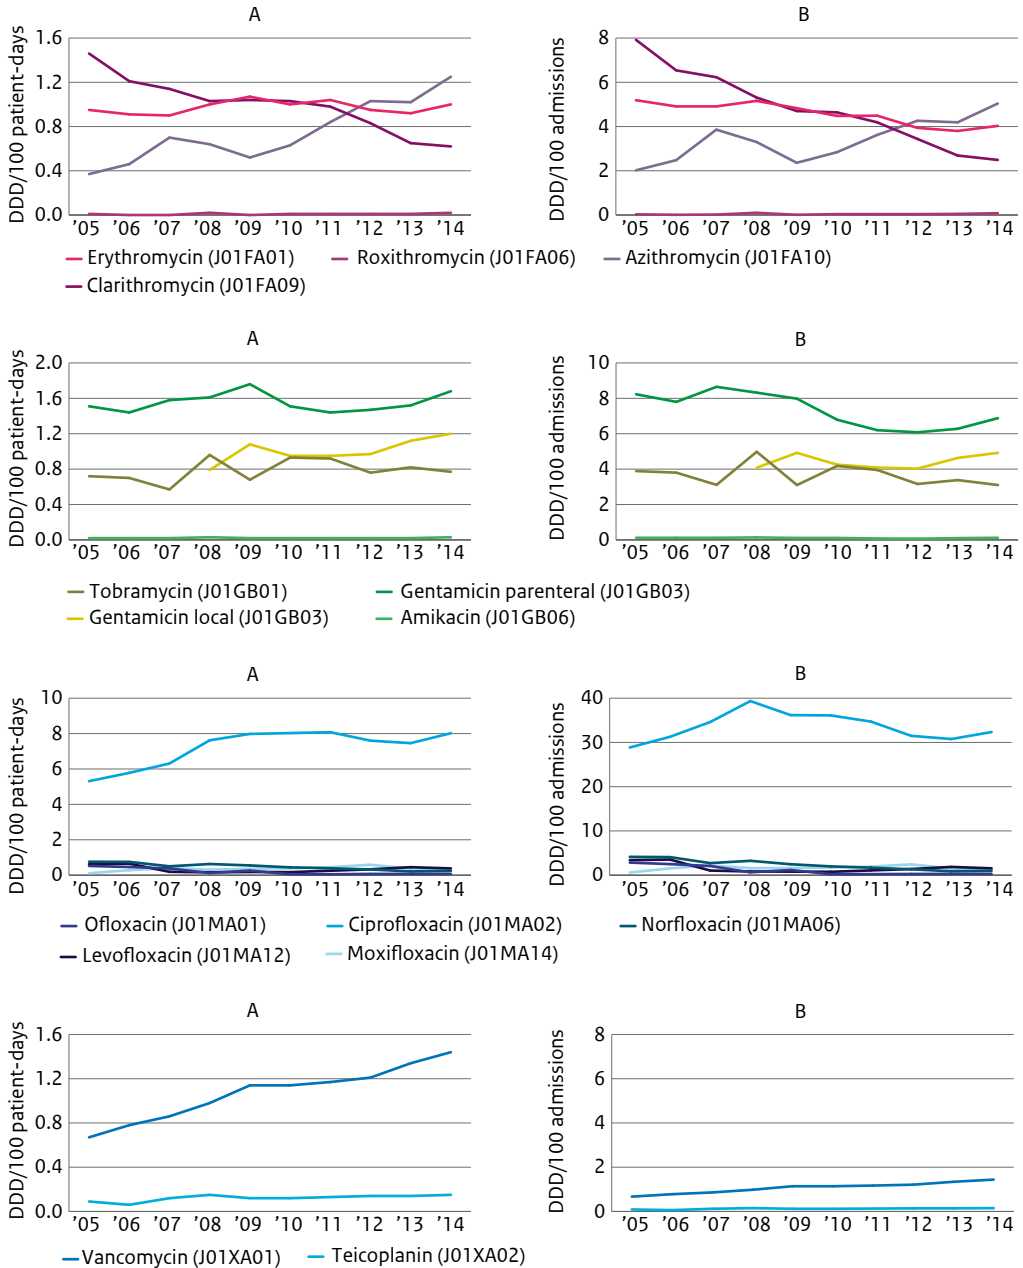 A
B
DDD/100 patient-days
1.6
1.2
0.8
0.4
0.0
’05 ’06 ’07 ’08 ’09 ’10 ’11 ’12 ’13 ’14
DDD/100 admissions
8
6
4
2
0
’05 ’06 ’07 ’08 ’09 ’10 ’11 ’12 ’13 ’14
Erythromycin (J01FA01) Roxithromycin (J01FA06) Azithromycin (J01FA10)
Clarithromycin (J01FA09)
A
B
DDD/100 patient-days
2.0
1.6
1.2
0.8
0.4
0.0
’05 ’06 ’07 ’08 ’09 ’10 ’11 ’12 ’13 ’14
DDD/100 admissions
10
8
6
4
2
0
’05 ’06 ’07 ’08 ’09 ’10 ’11 ’12 ’13 ’14
Tobramycin (J01GB01) Gentamicin parenteral (J01GB03)
Gentamicin local (J01GB03) Amikacin (J01GB06)
A
B
DDD/100 patient-days
10
8
6
4
2
0
’05 ’06 ’07 ’08 ’09 ’10 ’11 ’12 ’13 ’14
DDD/100 admissions
40
30
20
10
0
’05 ’06 ’07 ’08 ’09 ’10 ’11 ’12 ’13 ’14
Ofloxacin (J01MA01) Ciprofloxacin (J01MA02) Norfloxacin (J01MA06)
Levofloxacin (J01MA12) Moxifloxacin (J01MA14)
A
B
DDD/100 patient-days
1.6
1.2
0.8
0.4
0.0
’05 ’06 ’07 ’08 ’09 ’10 ’11 ’12 ’13 ’14
DDD/100 admissions
8
6
4
2
0
’05 ’06 ’07 ’08 ’09 ’10 ’11 ’12 ’13 ’14
Vancomycin (J01XA01) Teicoplanin (J01XA02)